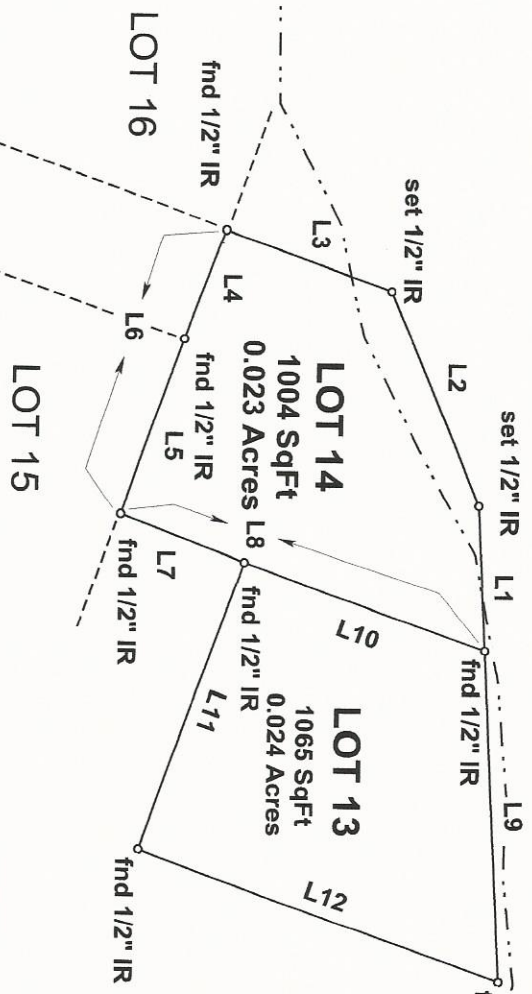 LOT 16
fnd 1/2" IR
L3
set 1/2" IR
L4
L6
fnd 1/2" IR
LOT 14
1004 SqFt
0.023 Acres
L2
set 1/2" IR
LOT 15
L5
L8
L1
L7
fnd 1/2" IR
fnd 1/2" IR
L10
fnd 1/2" IR
L11
LOT 13
1065 SqFt
0.024 Acres
L9
L12
fnd 1/2" IR